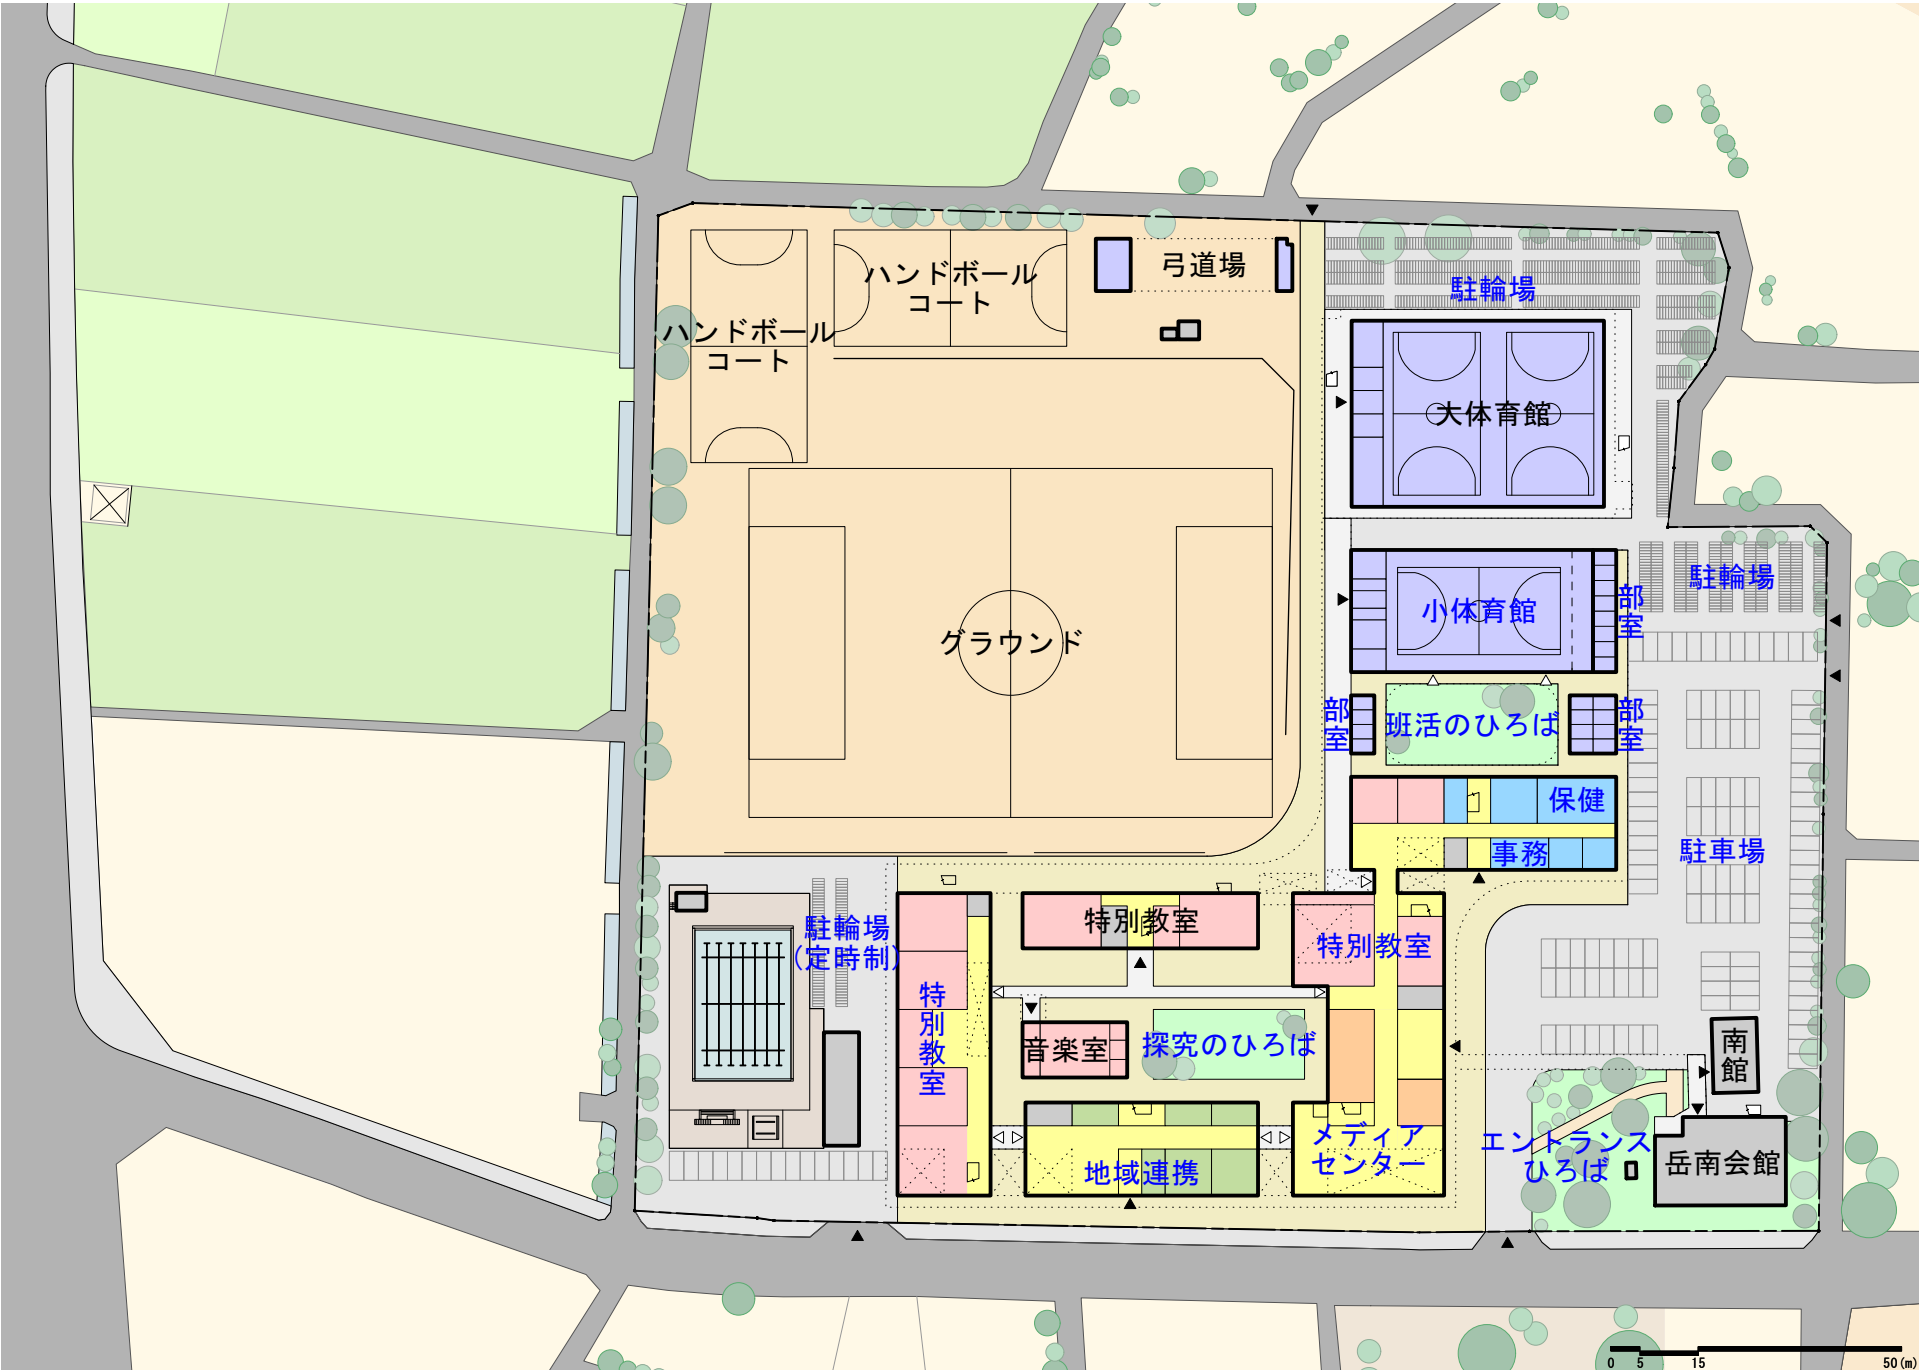 ハンドボール
コート
弓道場
駐輪場
ハンドボール
コート
大体育館
駐輪場
小体育館
部室
グラウンド
部室
班活のひろば
部室
保健
事務
駐車場
特別教室
駐輪場
(定時制)
特別教室
特別教室
音楽室
探究のひろば
南館
メディア
センター
エントランス
ひろば
岳南会館
地域連携
0 5 15 50(m)